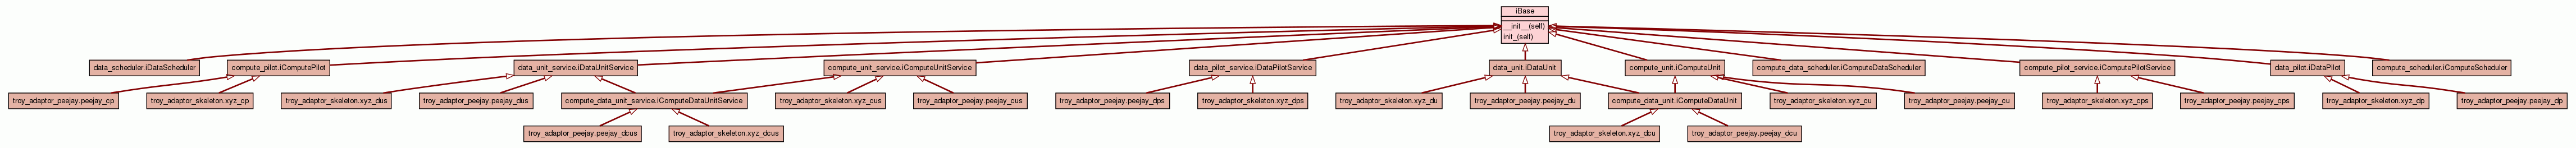 iBase
__init__(self)
init_(self)
data_scheduler.iDataScheduler
compute_pilot.iComputePilot
data_unit_service.iDataUnitService
compute_unit_service.iComputeUnitService
data_pilot_service.iDataPilotService
data_unit.iDataUnit
compute_unit.iComputeUnit
compute_data_scheduler.iComputeDataScheduler
compute_pilot_service.iComputePilotService
data_pilot.iDataPilot
compute_scheduler.iComputeScheduler
troy_adaptor_peejay.peejay_cp
troy_adaptor_skeleton.xyz_cp
troy_adaptor_skeleton.xyz_dus
troy_adaptor_peejay.peejay_dus
compute_data_unit_service.iComputeDataUnitService
troy_adaptor_skeleton.xyz_cus
troy_adaptor_peejay.peejay_cus
troy_adaptor_peejay.peejay_dps
troy_adaptor_skeleton.xyz_dps
troy_adaptor_skeleton.xyz_du
troy_adaptor_peejay.peejay_du
compute_data_unit.iComputeDataUnit
troy_adaptor_skeleton.xyz_cu
troy_adaptor_peejay.peejay_cu
troy_adaptor_skeleton.xyz_cps
troy_adaptor_peejay.peejay_cps
troy_adaptor_skeleton.xyz_dp
troy_adaptor_peejay.peejay_dp
troy_adaptor_peejay.peejay_dcus
troy_adaptor_skeleton.xyz_dcus
troy_adaptor_skeleton.xyz_dcu
troy_adaptor_peejay.peejay_dcu